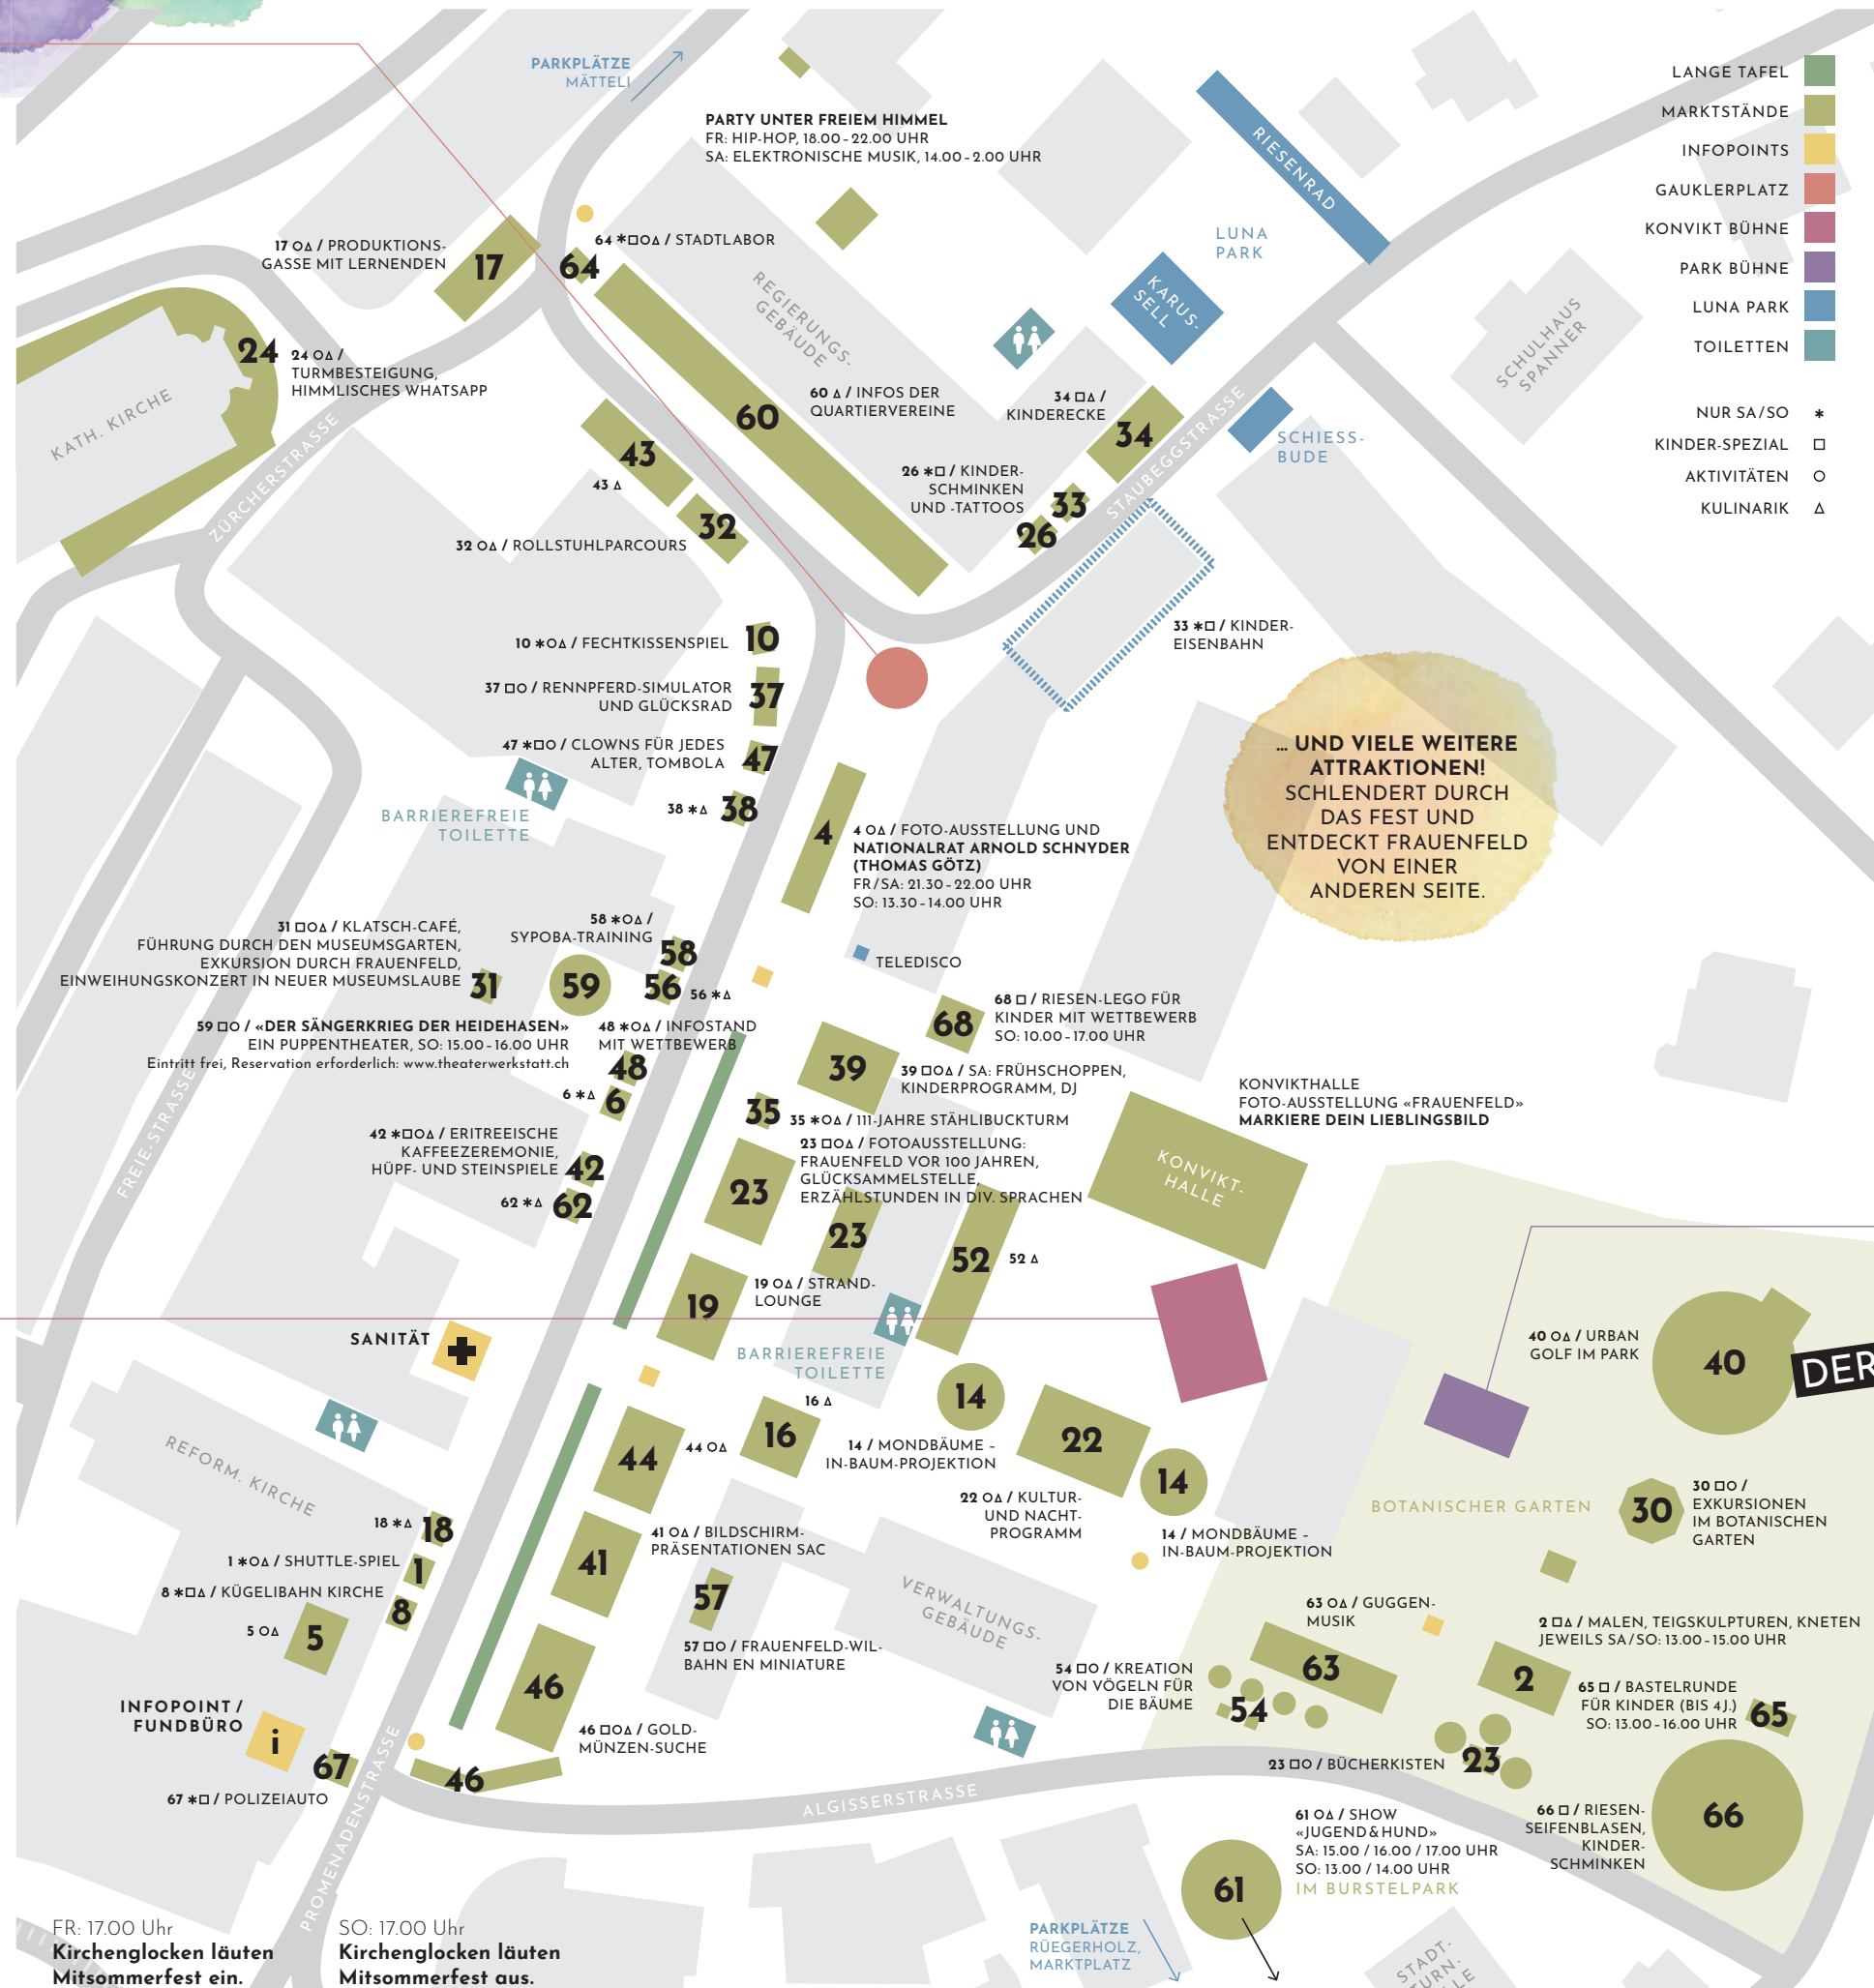 PARKPLÄTZE
MÄTTELI
PARTY UNTER FREIEM HIMMEL
FR: HIP-HOP, 18.00–22.00 UHR
SA: ELEKTRONISCHE MUSIK, 14.00–2.00 UHR
RIESENRAD
LUNA
PARK
KARUS-
SELL
LANGE TAFEL
MARKTSTÄNDE
INFOPOINTS
GAUKLERPLATZ
KONVIKT BÜHNE
PARK BÜHNE
LUNA PARK
TOILETTEN
NUR SA/SO *
KINDER-SPEZIAL □
AKTIVITÄTEN ○
KULINARIK △
SCHULHAUS
SPANNER
17 ○△ / PRODUKTIONS-
GASSE MIT LERNENDEN
17
64 *□○△ / STADTLABOR
64
REGIERUNGS-
GEBÄUDE
24
24 ○△ /
TURMBESTEIGUNG,
HIMMLISCHES WHATSAPP
KATH. KIRCHE
ZÜRCHERSTRASSE
60
60 △ / INFOS DER
QUARTIERVEREINE
34 □△ /
KINDERECKE
34
SCHIESS-
BUDE
STAUBEGGSTRASSE
43
43 △
26 *□ / KINDER-
SCHMINKEN
UND -TATTOOS
33
26
32
32 ○△ / ROLLSTUHLPARCOURS
33 *□ / KINDER-
EISENBAHN
10 *○△ / FECHTKISSENSPIEL
10
37 □○ / RENNPFERD-SIMULATOR
UND GLÜCKSRAD
37
47 *□○ / CLOWNS FÜR JEDES
ALTER, TOMBOLA
47
38 *△
38
BARRIEREFREIE
TOILETTE
... UND VIELE WEITERE
ATTRAKTIONEN!
SCHLENDERT DURCH
DAS FEST UND
ENTDECKT FRAUENFELD
VON EINER
ANDEREN SEITE.
4
4 ○△ / FOTO-AUSSTELLUNG UND
NATIONALRAT ARNOLD SCHNYDER
(THOMAS GÖTZ)
FR/SA: 21.30–22.00 UHR
SO: 13.30–14.00 UHR
TELEDISCO
31 □○△ / KLATSCH-CAFÉ,
FÜHRUNG DURCH DEN MUSEUMSGARTEN,
EXKURSION DURCH FRAUENFELD,
EINWEIHUNGSKONZERT IN NEUER MUSEUMSLAUBE
31
58 *○△ /
SYPOBA-TRAINING
58
59
56
56 *△
59 □○ / «DER SÄNGERKRIEG DER HEIDEHASEN»
EIN PUPPENTHEATER, SO: 15.00–16.00 UHR
Eintritt frei, Reservation erforderlich: www.theaterwerkstatt.ch
48 *○△ / INFOSTAND
MIT WETTBEWERB
48
6 *△
6
68
68 □ / RIESEN-LEGO FÜR
KINDER MIT WETTBEWERB
SO: 10.00–17.00 UHR
39
39 □○△ / SA: FRÜHSCHOPPEN,
KINDERPROGRAMM, DJ
35
35 *○△ / 111-JAHRE STÄHLIBUCKTURM
23 □○△ / FOTOAUSSTELLUNG:
FRAUENFELD VOR 100 JAHREN,
GLÜCKSAMMELSTELLE,
ERZÄHLSTUNDEN IN DIV. SPRACHEN
23
23
KONVIKTHALLE
FOTO-AUSSTELLUNG «FRAUENFELD»
MARKIERE DEIN LIEBLINGSBILD
KONVIKT-
HALLE
FREIE-STRASSE
42 *□○△ / ERITREEISCHE
KAFFEEZEREMONIE,
HÜPF- UND STEINSPIELE
42
62 *△
62
52
52 △
19
19 ○△ / STRAND-
LOUNGE
SANITÄT
BARRIEREFREIE
TOILETTE
40 ○△ / URBAN
GOLF IM PARK
40
DER
16 △
16
14
14 / MONDBÄUME –
IN-BAUM-PROJEKTION
22
22 ○△ / KULTUR-
UND NACHT-
PROGRAMM
14
14 / MONDBÄUME –
IN-BAUM-PROJEKTION
44
44 ○△
REFORM. KIRCHE
BOTANISCHER GARTEN
30
30 □○ /
EXKURSIONEN
IM BOTANISCHEN
GARTEN
18 *△
18
1 *○△ / SHUTTLE-SPIEL
1
8 *□△ / KÜGELIBAHN KIRCHE
8
5 ○△
5
41
41 ○△ / BILDSCHIRM-
PRÄSENTATIONEN SAC
57
57 □○ / FRAUENFELD-WIL-
BAHN EN MINIATURE
VERWALTUNGS-
GEBÄUDE
63 ○△ / GUGGEN-
MUSIK
63
54 □○ / KREATION
VON VÖGELN FÜR
DIE BÄUME
54
2 □△ / MALEN, TEIGSKULPTUREN, KNETEN
JEWEILS SA/SO: 13.00–15.00 UHR
2
65 □ / BASTELRUNDE
FÜR KINDER (BIS 4J.)
SO: 13.00–16.00 UHR
65
INFOPOINT /
FUNDBÜRO
i
46
46 □○△ / GOLD-
MÜNZEN-SUCHE
46
67
67 *□ / POLIZEIAUTO
23 □○ / BÜCHERKISTEN
23
66 □ / RIESEN-
SEIFENBLASEN,
KINDER-
SCHMINKEN
66
ALGISSERSTRASSE
PROMENADENSTRASSE
61 ○△ / SHOW
«JUGEND&HUND»
SA: 15.00 / 16.00 / 17.00 UHR
SO: 13.00 / 14.00 UHR
IM BURSTELPARK
61
PARKPLÄTZE
RÜEGERHOLZ,
MARKTPLATZ
STADT-
FR: 17.00 Uhr
Kirchenglocken läuten
Mitsommerfest ein.
SO: 17.00 Uhr
Kirchenglocken läuten
Mitsommerfest aus.